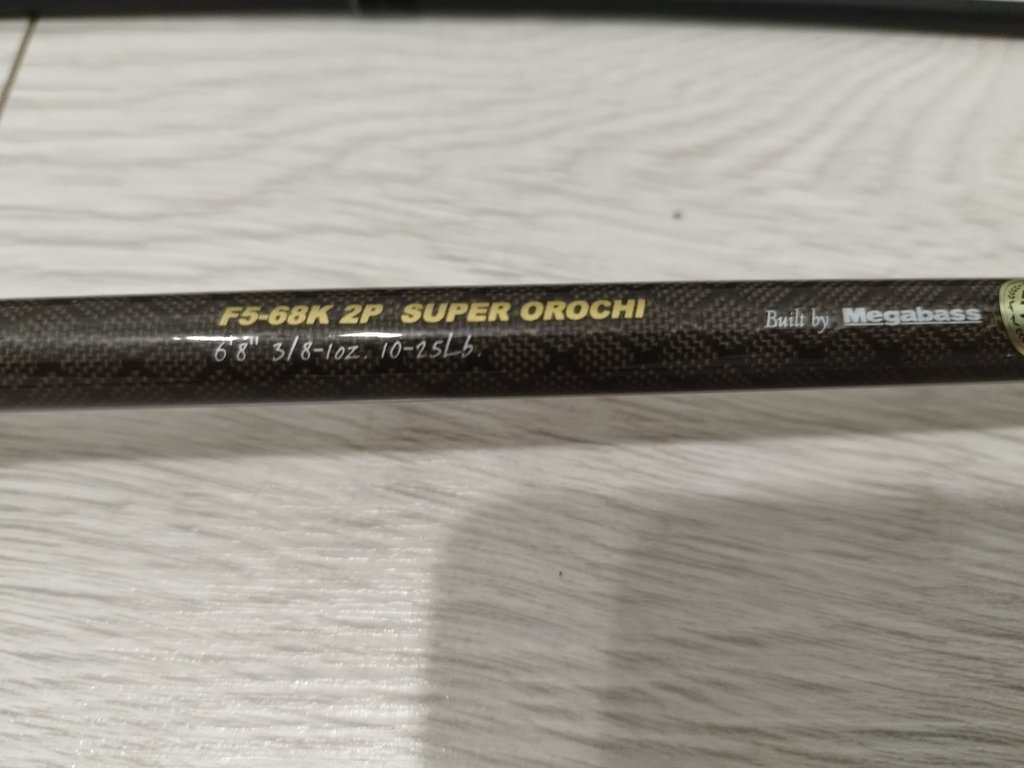 F5-68K 2P SUPER OROCHI
6'8" 3/8-1oz. 10-25Lb.
Built by Megabass